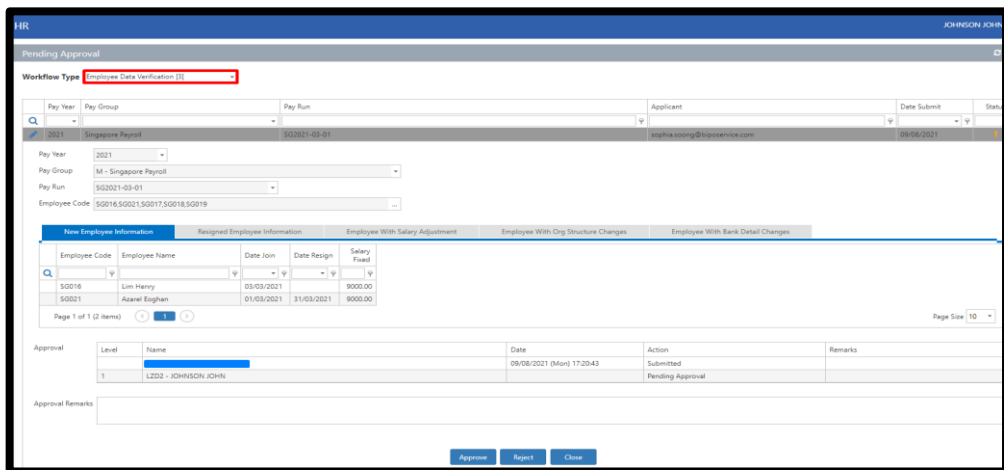 HR JOHNSON JOHN
Pending Approval
Workflow Type Employee Data Verification [3]
Pay Year Pay Group Pay Run Applicant Date Submit Statu
2021 Singapore Payroll SG2021-03-01 sophia.soong@biposervice.com 09/08/2021
Pay Year 2021
Pay Group M - Singapore Payroll
Pay Run SG2021-03-01
Employee Code SG016,SG021,SG017,SG018,SG019 ...
New Employee Information Resigned Employee Information Employee With Salary Adjustment Employee With Org Structure Changes Employee With Bank Detail Changes
Employee Code Employee Name Date Join Date Resign Salary Fixed
SG016 Lim Henry 03/03/2021 9000.00
SG021 Azarel Eoghan 01/03/2021 31/03/2021 9000.00
Page 1 of 1 (2 items) 1 Page Size 10
Approval Level Name Date Action Remarks
09/08/2021 (Mon) 17:20:43 Submitted
1 LZD2 - JOHNSON JOHN Pending Approval
Approval Remarks
Approve Reject Close